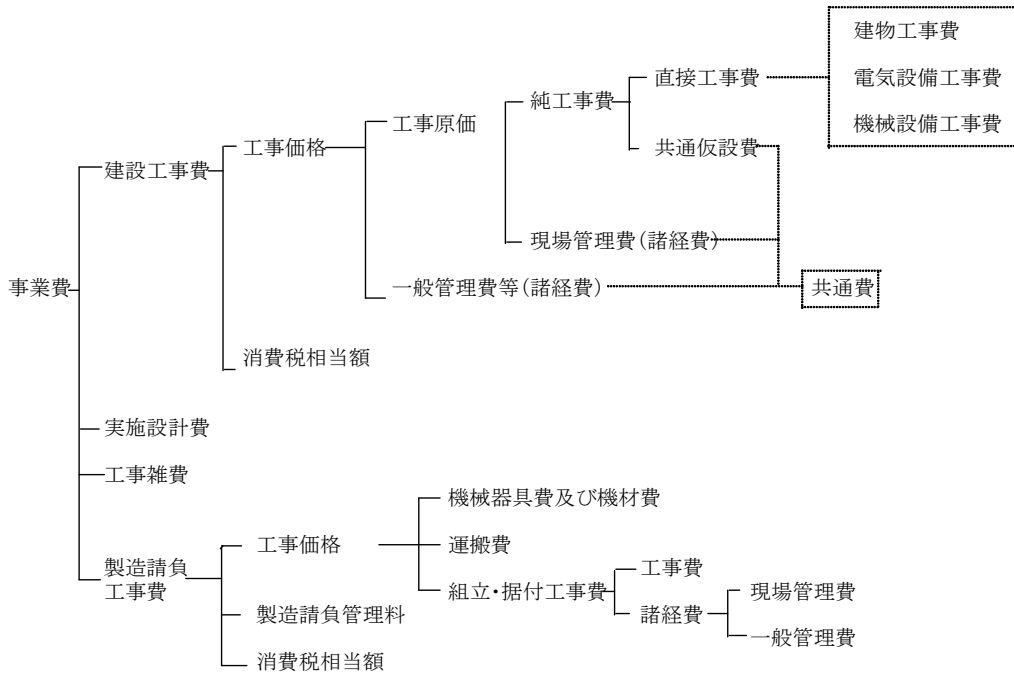 建物工事費
電気設備工事費
機械設備工事費
直接工事費
純工事費
工事原価
工事価格
共通仮設費
建設工事費
現場管理費(諸経費)
事業費
一般管理費等(諸経費)
共通費
消費税相当額
実施設計費
工事雑費
機械器具費及び機材費
工事価格
運搬費
製造請負
工事費
工事費
組立・据付工事費
現場管理費
製造請負管理料
諸経費
一般管理費
消費税相当額